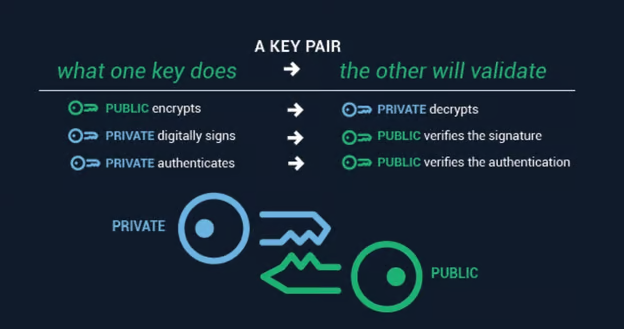 A KEY PAIR
what one key does → the other will validate
PUBLIC encrypts → PRIVATE decrypts
PRIVATE digitally signs → PUBLIC verifies the signature
PRIVATE authenticates → PUBLIC verifies the authentication
PRIVATE
PUBLIC